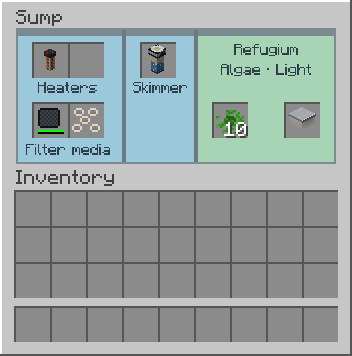 Sump
Heaters
Filter media
Skimmer
Refugium
Algae · Light
10
Inventory